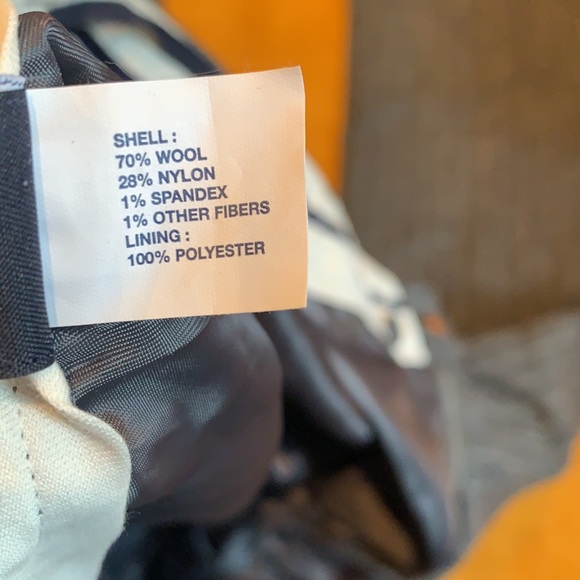 SHELL :
70% WOOL
28% NYLON
1% SPANDEX
1% OTHER FIBERS
LINING :
100% POLYESTER